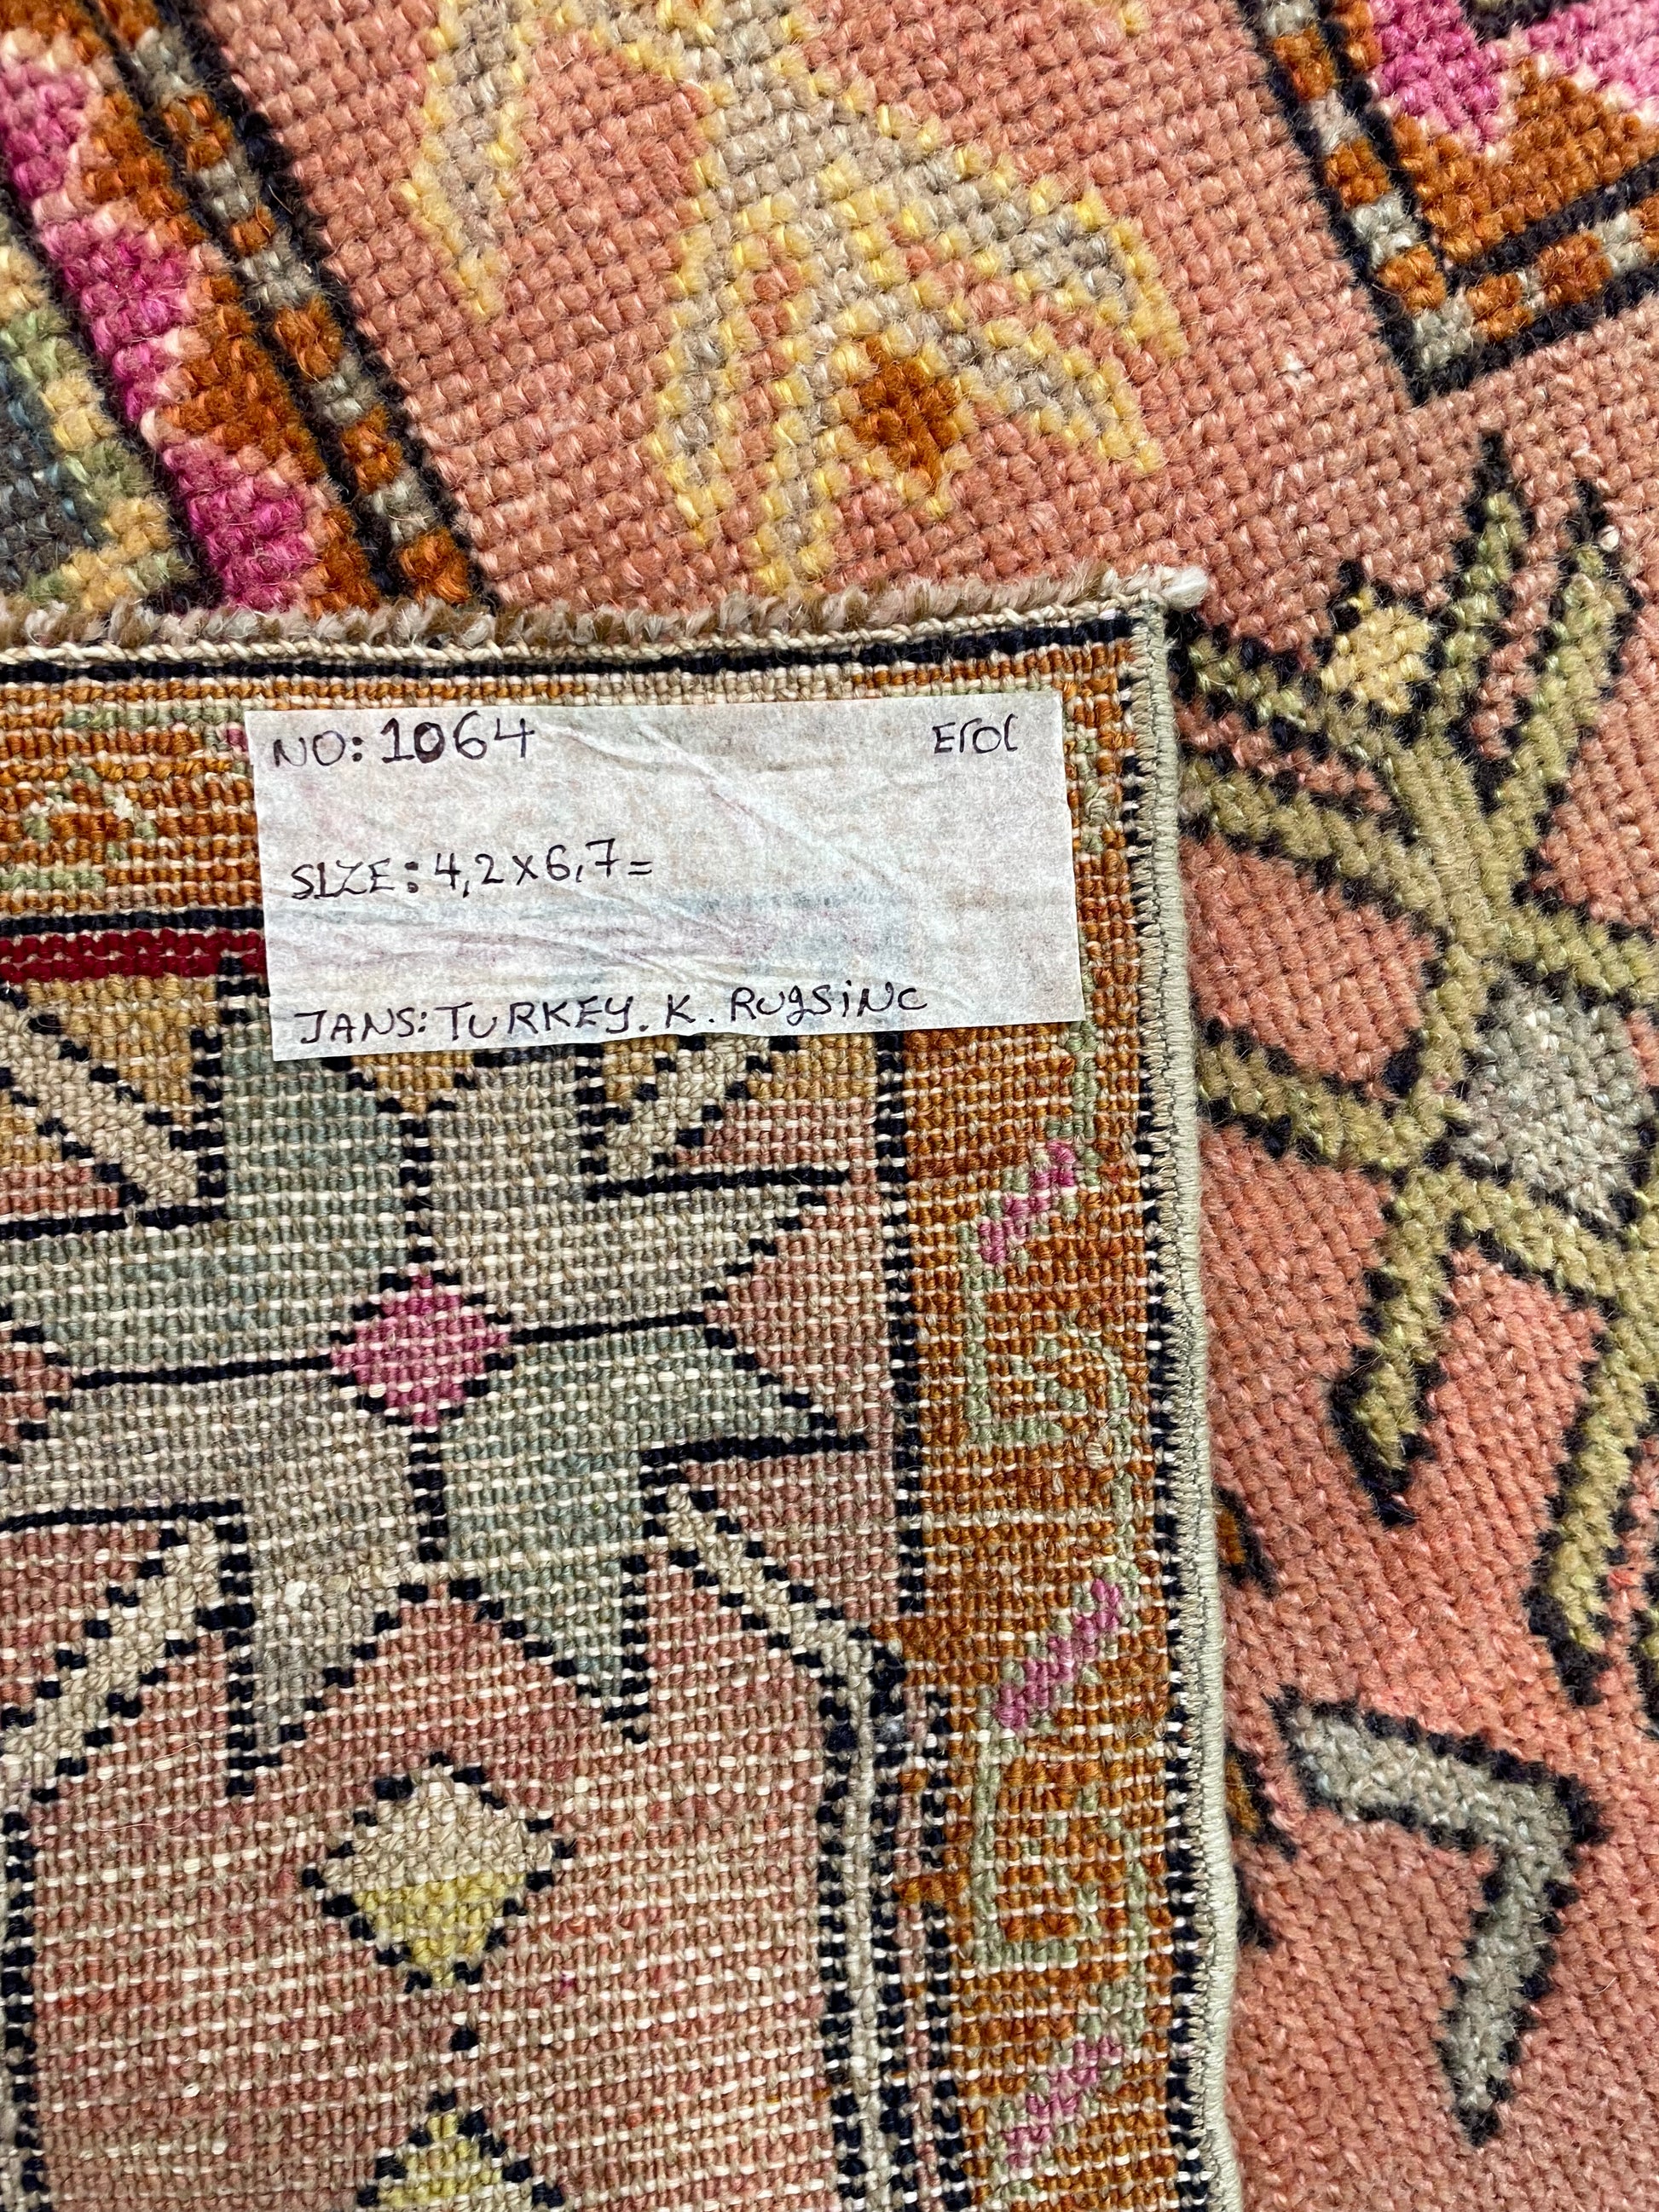 NO: 1064 Erol
SIZE: 4,2 x 6,7 =
JANS: TURKEY. K. RUgSiNC